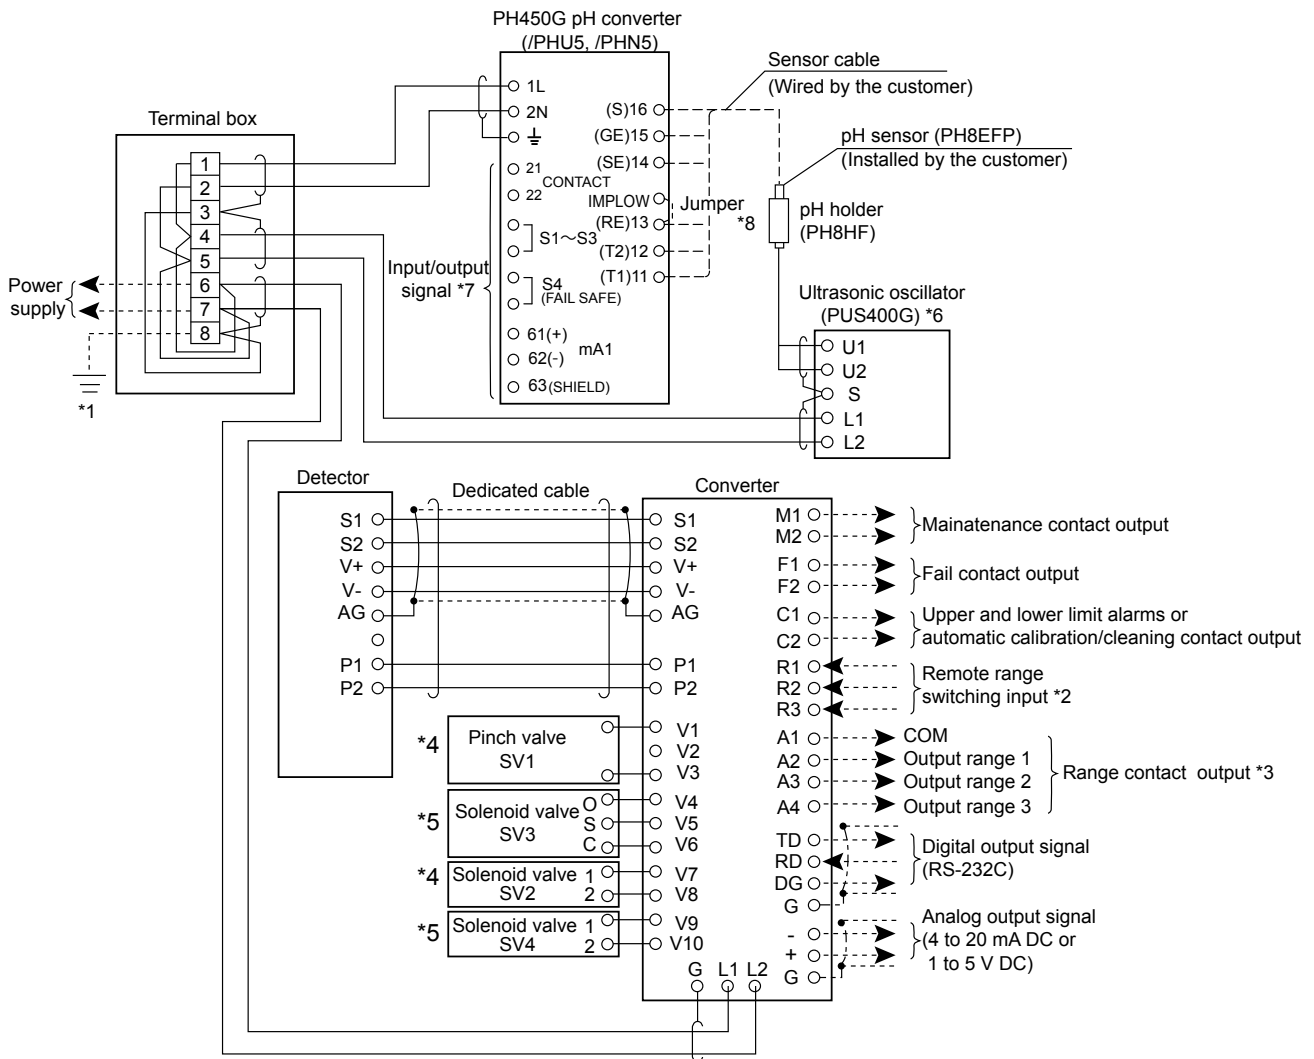 PH450G pH converter
(/PHU5, /PHN5)
Sensor cable
(Wired by the customer)
pH sensor (PH8EFP)
(Installed by the customer)
pH holder
(PH8HF)
Terminal box
1
2
3
4
5
6
7
8
Power
supply
*1
1L
2N
21
22
CONTACT
S1～S3
S4
(FAIL SAFE)
61(+)
62(-)
mA1
63(SHIELD)
Input/output
signal *7
(S)16
(GE)15
(SE)14
IMPLOW
(RE)13
(T2)12
(T1)11
Jumper
*8
Ultrasonic oscillator
(PUS400G) *6
U1
U2
S
L1
L2
Detector
S1
S2
V+
V-
AG
P1
P2
Dedicated cable
Converter
S1
S2
V+
V-
AG
P1
P2
V1
V2
V3
V4
V5
V6
V7
V8
V9
V10
G L1 L2
*4
Pinch valve
SV1
*5
Solenoid valve
SV3
O
S
C
*4
Solenoid valve
SV2
1
2
*5
Solenoid valve
SV4
1
2
M1
M2
Mainatenance contact output
F1
F2
Fail contact output
C1
C2
Upper and lower limit alarms or
automatic calibration/cleaning contact output
R1
R2
R3
Remote range
switching input *2
A1
A2
A3
A4
COM
Output range 1
Output range 2
Output range 3
Range contact output *3
TD
RD
DG
G
Digital output signal
(RS-232C)
-
+
G
Analog output signal
(4 to 20 mA DC or
1 to 5 V DC)